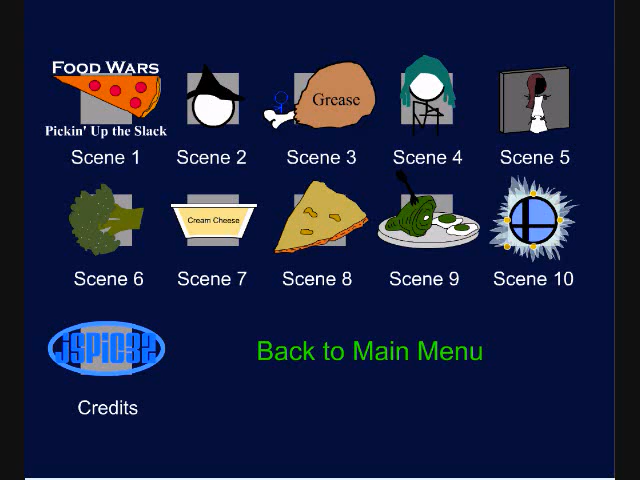 FOOD WARS
Pickin' Up the Slack
Grease
Scene 1
Scene 2
Scene 3
Scene 4
Scene 5
Cream Cheese
Scene 6
Scene 7
Scene 8
Scene 9
Scene 10
jSPiC32
Back to Main Menu
Credits